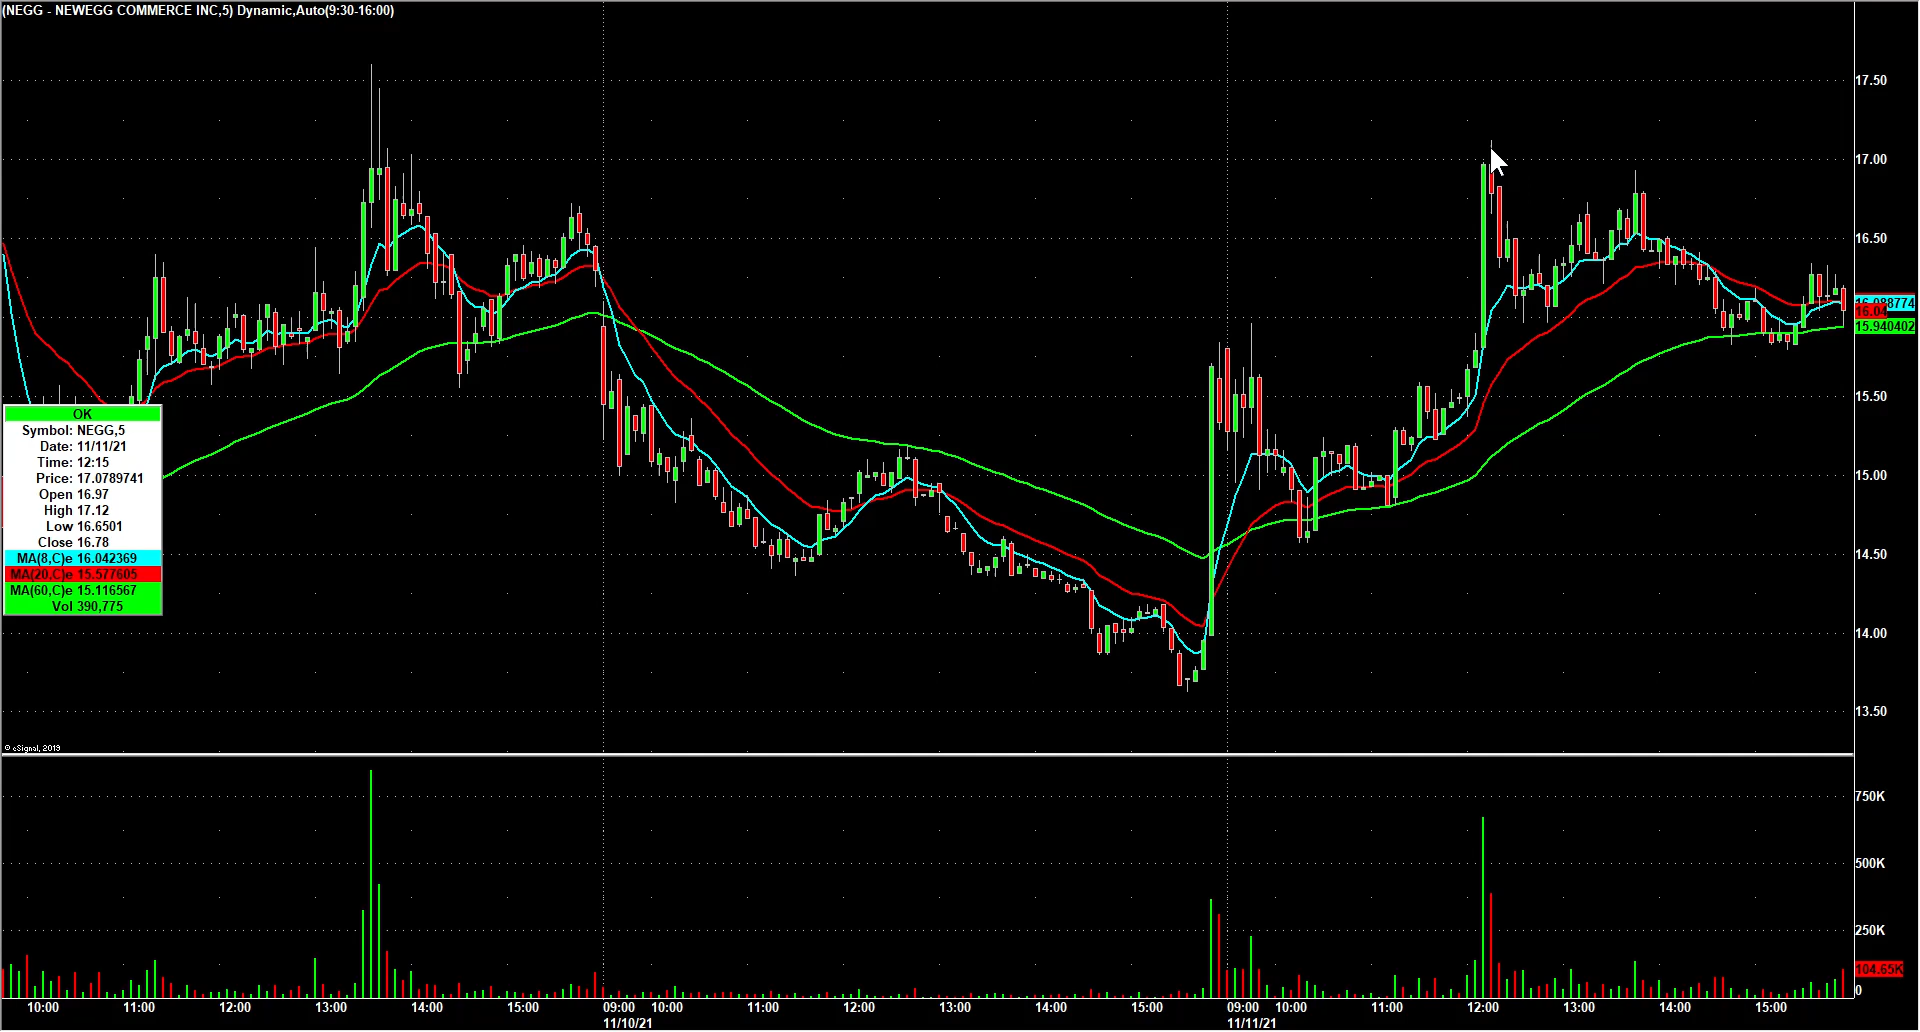 (NEGG - NEWEGG COMMERCE INC,5) Dynamic,Auto(9:30-16:00)
17.50
17.00
16.50
16.088774
16.04
15.940402
15.50
15.00
14.50
14.00
13.50
OK
Symbol: NEGG,5
Date: 11/11/21
Time: 12:15
Price: 17.0789741
Open 16.97
High 17.12
Low 16.6501
Close 16.78
MA(8,C)e 16.042369
MA(20,C)e 15.577605
MA(60,C)e 15.116567
Vol 390,775
© eSignal, 2019
750K
500K
250K
104.65K
0
10:00 11:00 12:00 13:00 14:00 15:00 09:00 10:00 11:00 12:00 13:00 14:00 15:00 09:00 10:00 11:00 12:00 13:00 14:00 15:00
11/10/21 11/11/21